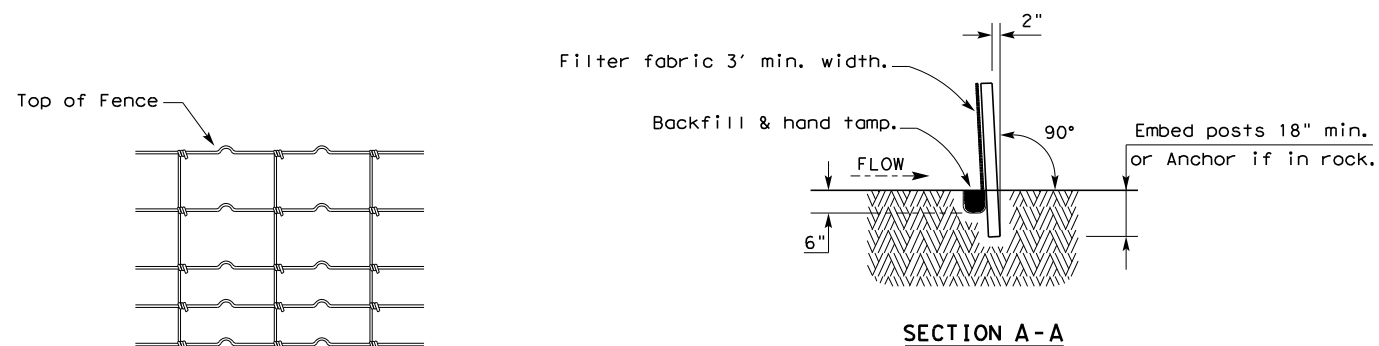 Top of Fence
2"
Filter fabric 3' min. width.
Backfill & hand tamp.
90°
Embed posts 18" min.
or Anchor if in rock.
FLOW
6"
SECTION A-A